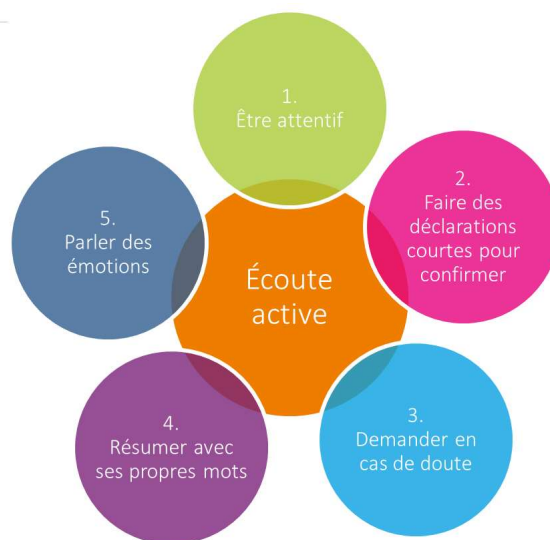 1.
Être attentif
2.
Faire des
déclarations
courtes pour
confirmer
3.
Demander en
cas de doute
4.
Résumer avec
ses propres mots
5.
Parler des
émotions
Écoute
active